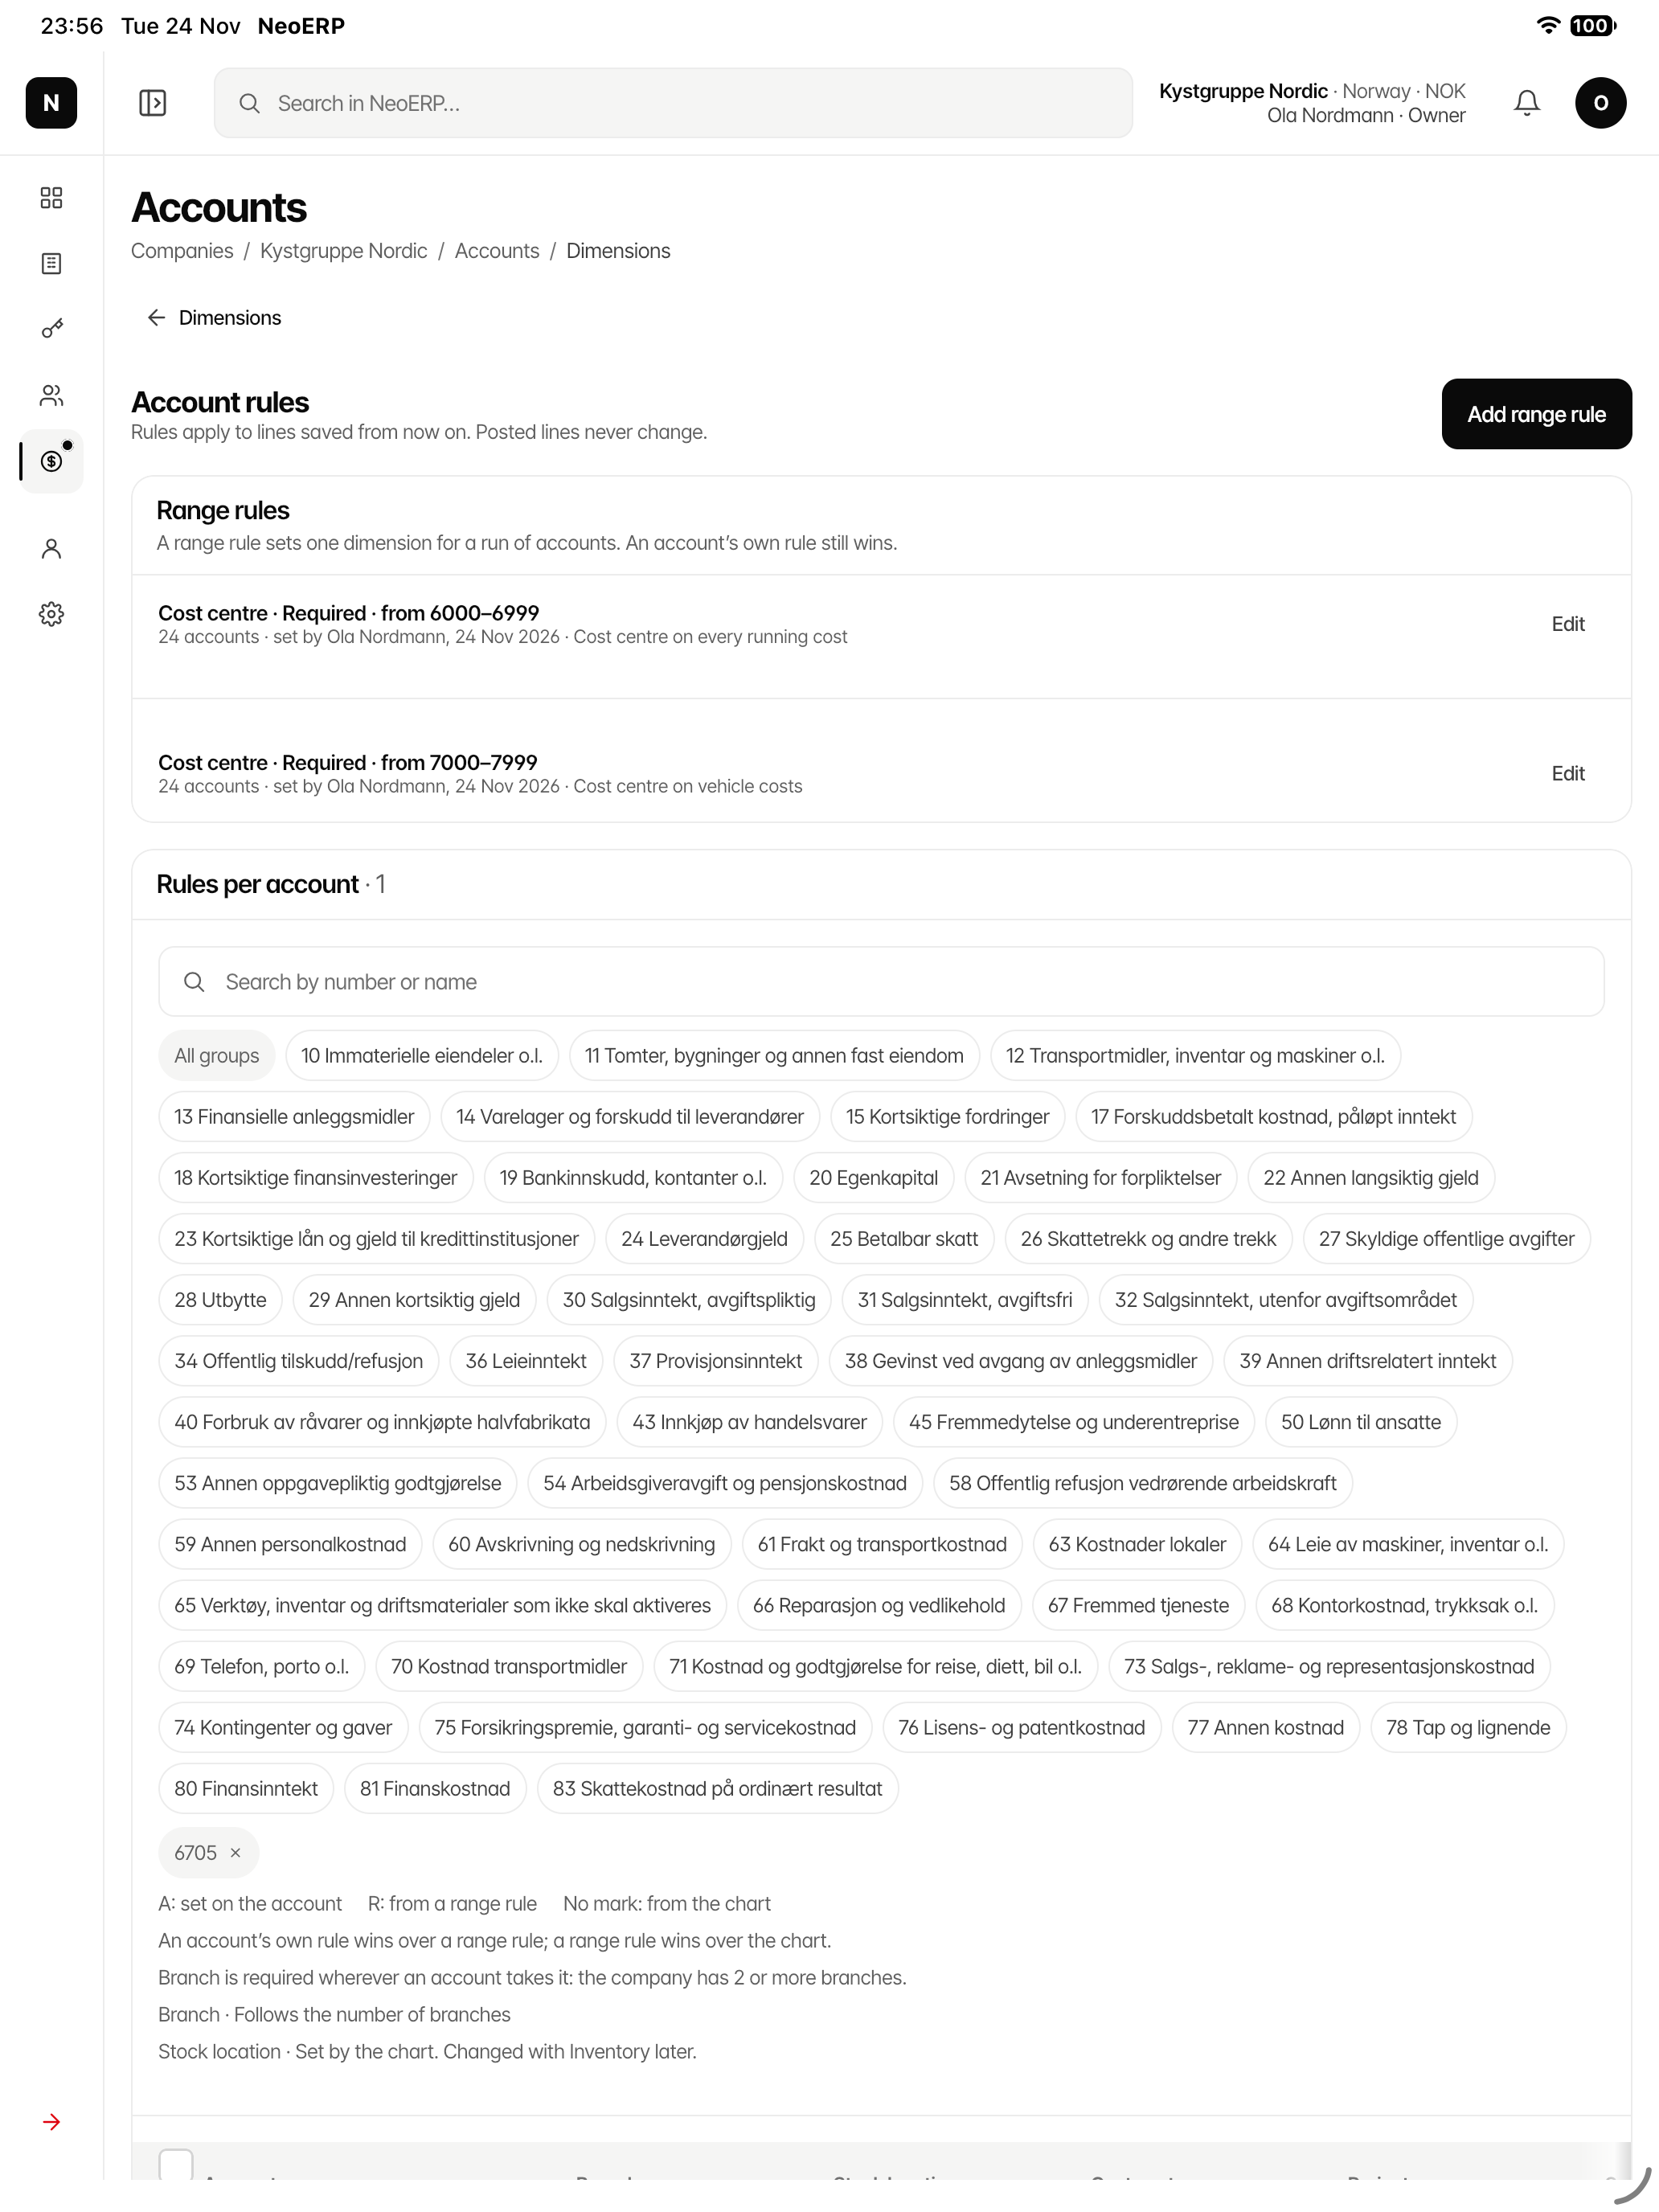 23:56 Tue 24 Nov NeoERP
100
N
Search in NeoERP...
Kystgruppe Nordic · Norway · NOK
Ola Nordmann · Owner
O
Accounts
Companies / Kystgruppe Nordic / Accounts / Dimensions
Dimensions
Account rules
Rules apply to lines saved from now on. Posted lines never change.
Add range rule
Range rules
A range rule sets one dimension for a run of accounts. An account’s own rule still wins.
Cost centre · Required · from 6000–6999
24 accounts · set by Ola Nordmann, 24 Nov 2026 · Cost centre on every running cost
Edit
Cost centre · Required · from 7000–7999
24 accounts · set by Ola Nordmann, 24 Nov 2026 · Cost centre on vehicle costs
Edit
Rules per account · 1
Search by number or name
All groups 10 Immaterielle eiendeler o.l. 11 Tomter, bygninger og annen fast eiendom 12 Transportmidler, inventar og maskiner o.l.
13 Finansielle anleggsmidler 14 Varelager og forskudd til leverandører 15 Kortsiktige fordringer 17 Forskuddsbetalt kostnad, påløpt inntekt
18 Kortsiktige finansinvesteringer 19 Bankinnskudd, kontanter o.l. 20 Egenkapital 21 Avsetning for forpliktelser 22 Annen langsiktig gjeld
23 Kortsiktige lån og gjeld til kredittinstitusjoner 24 Leverandørgjeld 25 Betalbar skatt 26 Skattetrekk og andre trekk 27 Skyldige offentlige avgifter
28 Utbytte 29 Annen kortsiktig gjeld 30 Salgsinntekt, avgiftspliktig 31 Salgsinntekt, avgiftsfri 32 Salgsinntekt, utenfor avgiftsområdet
34 Offentlig tilskudd/refusjon 36 Leieinntekt 37 Provisjonsinntekt 38 Gevinst ved avgang av anleggsmidler 39 Annen driftsrelatert inntekt
40 Forbruk av råvarer og innkjøpte halvfabrikata 43 Innkjøp av handelsvarer 45 Fremmedytelse og underentreprise 50 Lønn til ansatte
53 Annen oppgavepliktig godtgjørelse 54 Arbeidsgiveravgift og pensjonskostnad 58 Offentlig refusjon vedrørende arbeidskraft
59 Annen personalkostnad 60 Avskrivning og nedskrivning 61 Frakt og transportkostnad 63 Kostnader lokaler 64 Leie av maskiner, inventar o.l.
65 Verktøy, inventar og driftsmaterialer som ikke skal aktiveres 66 Reparasjon og vedlikehold 67 Fremmed tjeneste 68 Kontorkostnad, trykksak o.l.
69 Telefon, porto o.l. 70 Kostnad transportmidler 71 Kostnad og godtgjørelse for reise, diett, bil o.l. 73 Salgs-, reklame- og representasjonskostnad
74 Kontingenter og gaver 75 Forsikringspremie, garanti- og servicekostnad 76 Lisens- og patentkostnad 77 Annen kostnad 78 Tap og lignende
80 Finansinntekt 81 Finanskostnad 83 Skattekostnad på ordinært resultat
6705 ×
A: set on the account R: from a range rule No mark: from the chart
An account’s own rule wins over a range rule; a range rule wins over the chart.
Branch is required wherever an account takes it: the company has 2 or more branches.
Branch · Follows the number of branches
Stock location · Set by the chart. Changed with Inventory later.